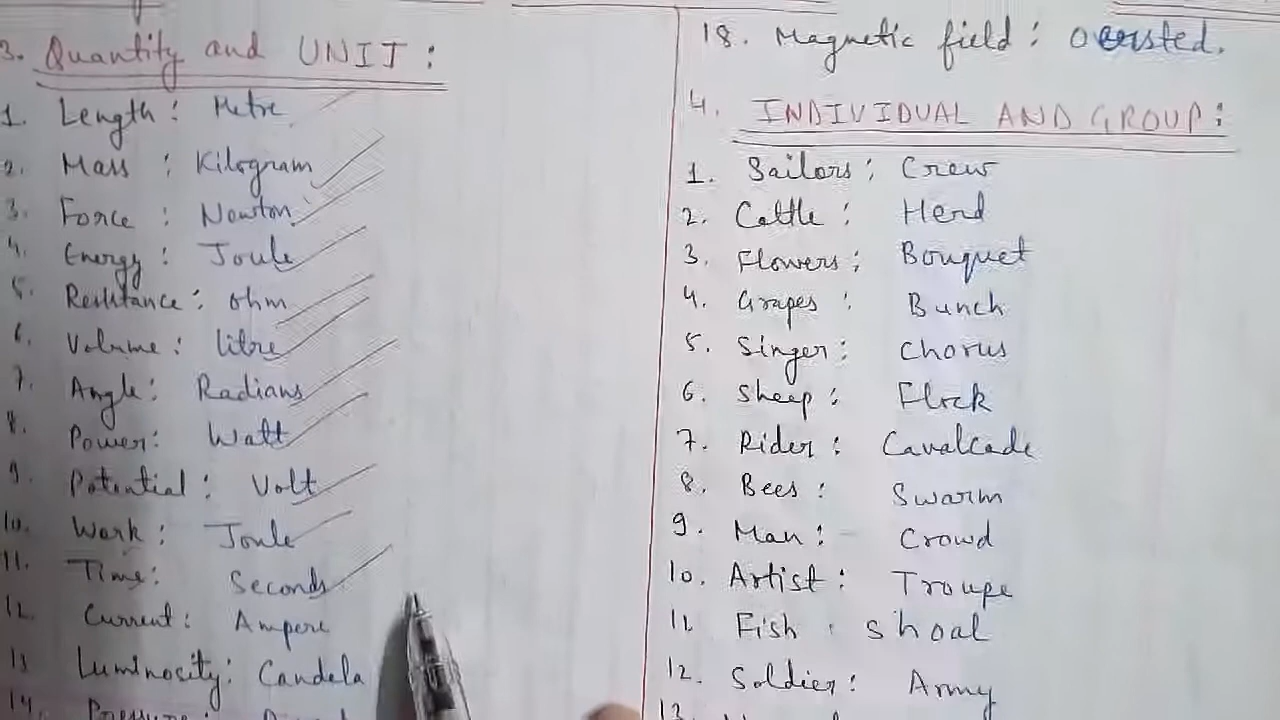 3. Quantity and UNIT:
1. Length: Metre
2. Mass: Kilogram
3. Force: Newton
4. Energy: Joule
5. Resistance: ohm
6. Volume: litre
7. Angle: Radians
8. Power: Watt
9. Potential: Volt
10. Work: Joule
11. Time: Seconds
12. Current: Ampere
13 Luminosity: Candela
14. Pressure:
18. Magnetic field: Oersted.
4. INDIVIDUAL AND GROUP:
1. Sailors: Crew
2. Cattle: Herd
3. Flowers: Bouquet
4. Grapes: Bunch
5. Singer: Chorus
6. Sheep: Flock
7. Rider: Cavalcade
8. Bees: Swarm
9. Man: Crowd
10. Artist: Troupe
11. Fish: Shoal
12. Soldier: Army
13.